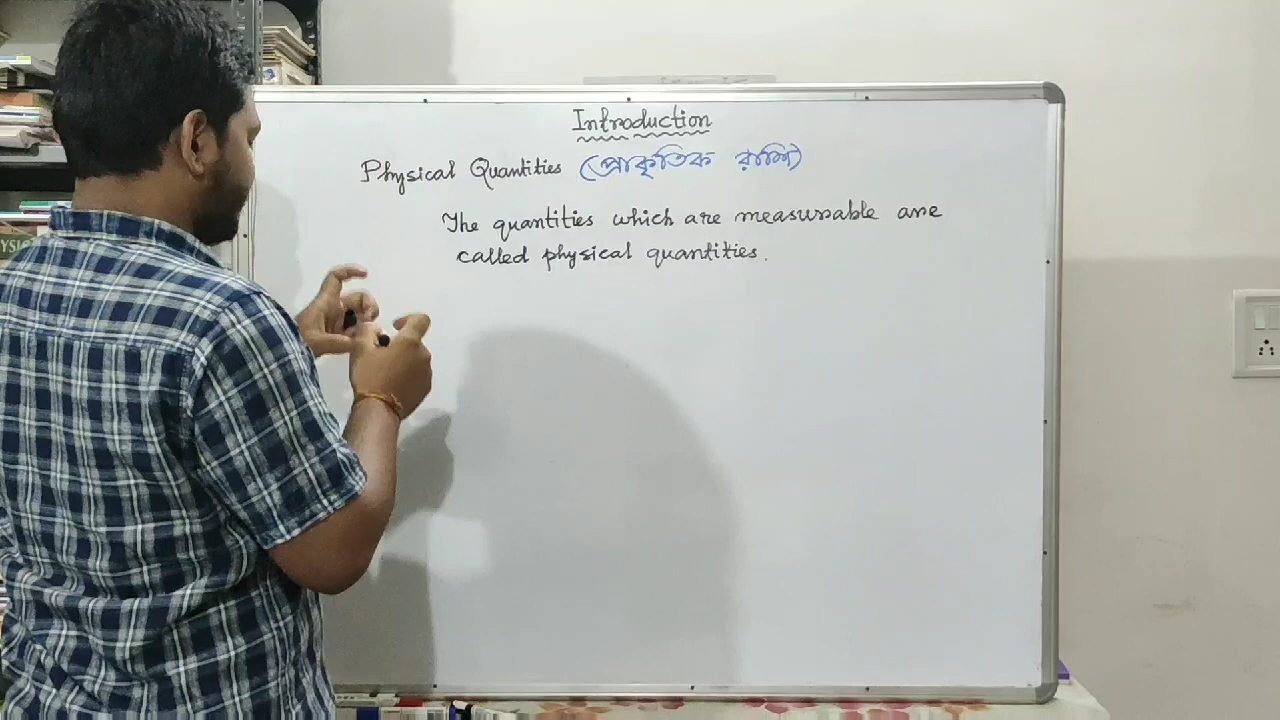 Introduction
Physical Quantities (প্রাকৃতিক রাশি)
The quantities which are measurable are
called physical quantities.